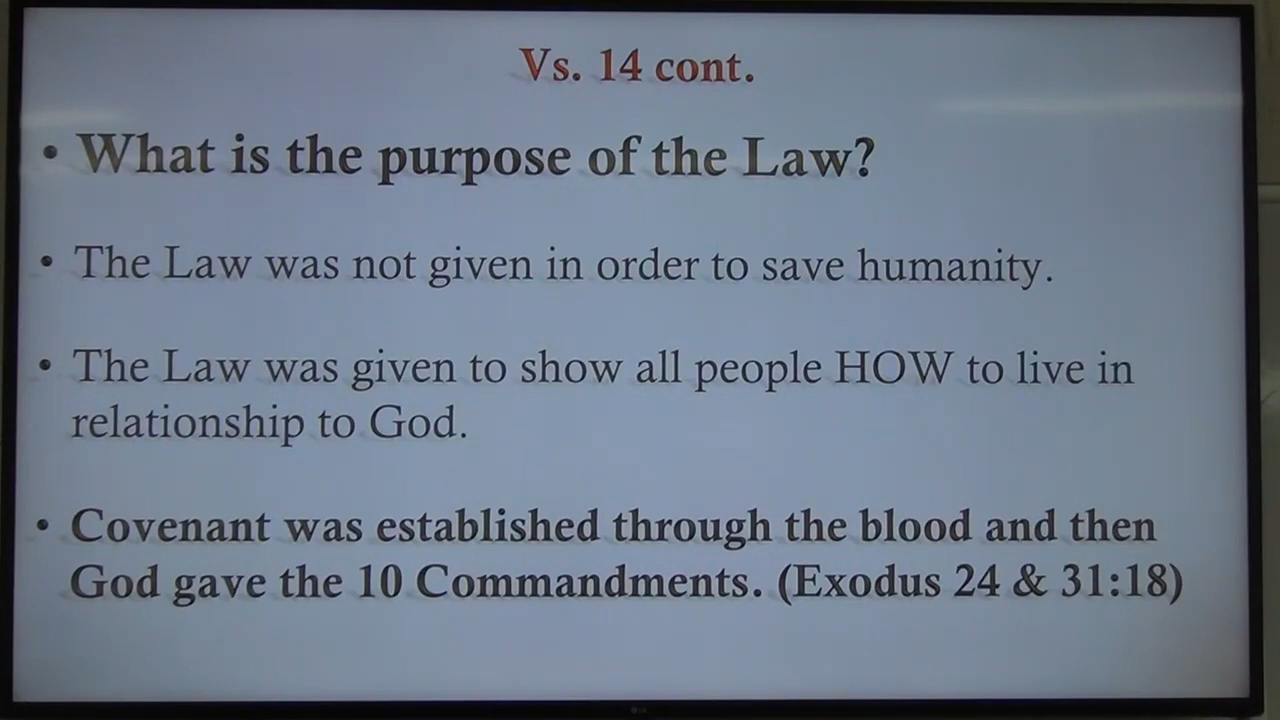 Vs. 14 cont.
• What is the purpose of the Law?
• The Law was not given in order to save humanity.
• The Law was given to show all people HOW to live in
relationship to God.
• Covenant was established through the blood and then
God gave the 10 Commandments. (Exodus 24 & 31:18)
LG